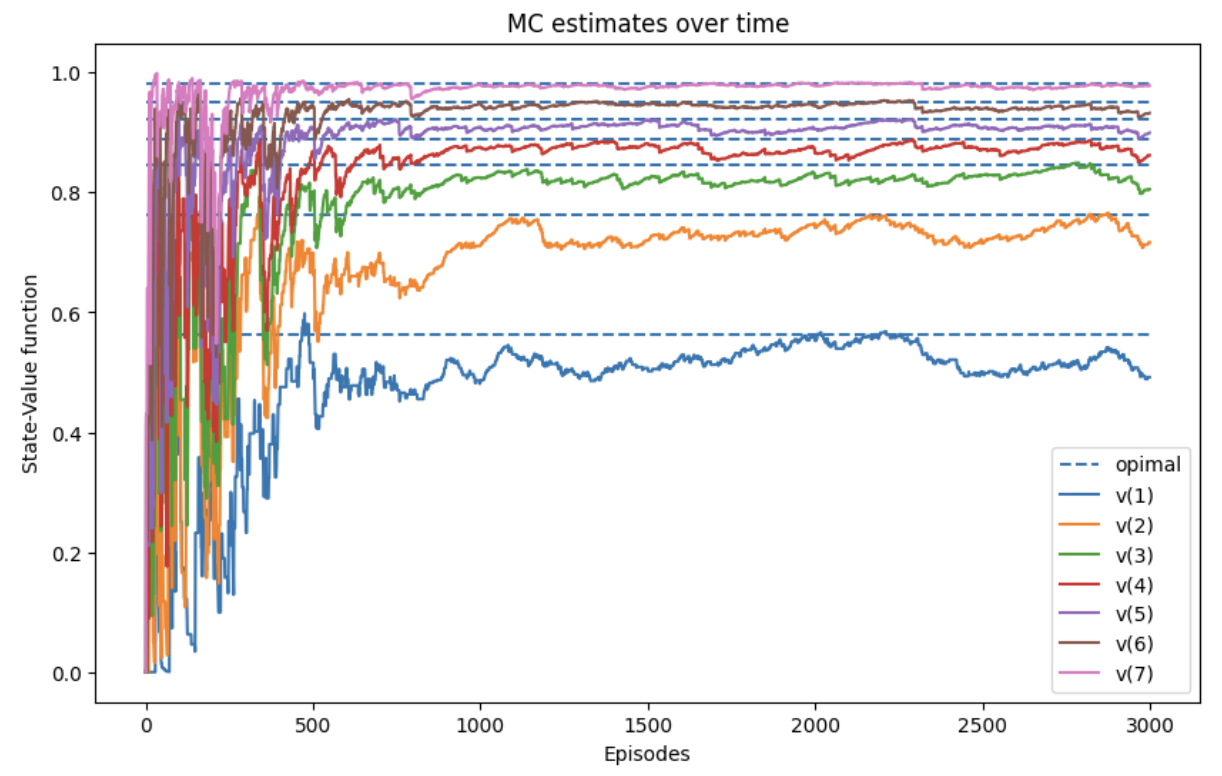 MC estimates over time
State-Value function
1.0
0.8
0.6
0.4
0.2
0.0
opimal
v(1)
v(2)
v(3)
v(4)
v(5)
v(6)
v(7)
0 500 1000 1500 2000 2500 3000
Episodes